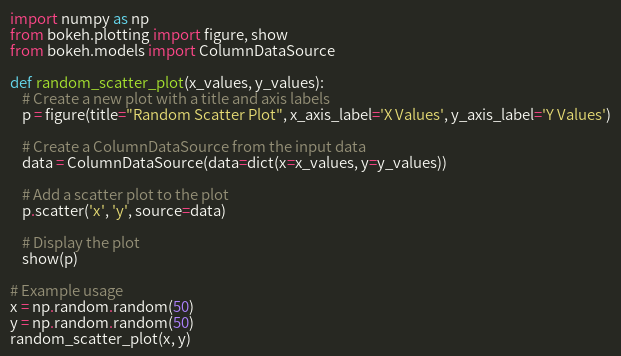 import numpy as np
from bokeh.plotting import figure, show
from bokeh.models import ColumnDataSource

def random_scatter_plot(x_values, y_values):
    # Create a new plot with a title and axis labels
    p = figure(title="Random Scatter Plot", x_axis_label='X Values', y_axis_label='Y Values')

    # Create a ColumnDataSource from the input data
    data = ColumnDataSource(data=dict(x=x_values, y=y_values))

    # Add a scatter plot to the plot
    p.scatter('x', 'y', source=data)

    # Display the plot
    show(p)

# Example usage
x = np.random.random(50)
y = np.random.random(50)
random_scatter_plot(x, y)